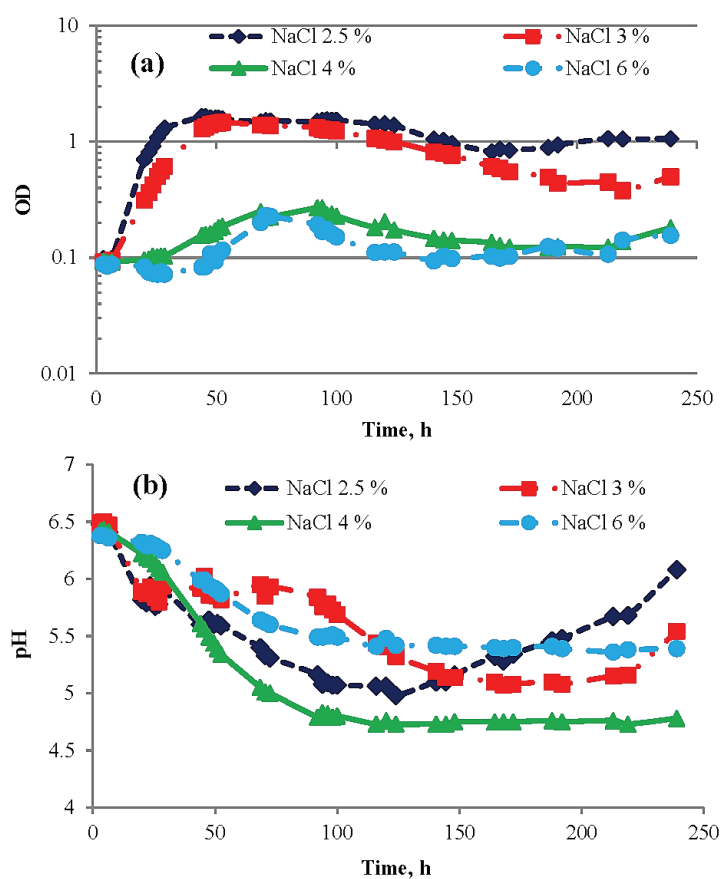 10
1
0.1
0.01
OD
(a)
NaCl 2.5 %
NaCl 3 %
NaCl 4 %
NaCl 6 %
0 50 100 150 200 250
Time, h
7
6.5
6
5.5
5
4.5
4
pH
(b)
NaCl 2.5 %
NaCl 3 %
NaCl 4 %
NaCl 6 %
0 50 100 150 200 250
Time, h